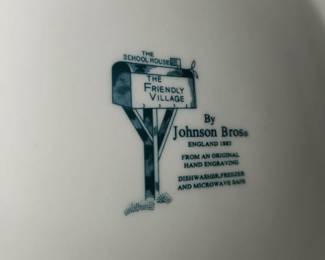 THE
SCHOOL HOUSE
THE
FRIENDLY
VILLAGE
By
Johnson Bros®
ENGLAND 1883
FROM AN ORIGINAL
HAND ENGRAVING
DISHWASHER, FREEZER
AND MICROWAVE SAFE